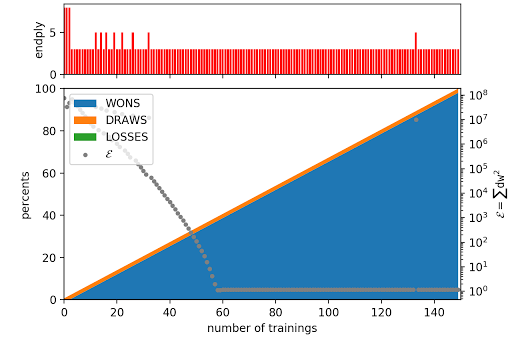 endply
5
0
100
80
60
40
20
0
percents
WONS
DRAWS
LOSSES
ℰ
10⁸
10⁷
10⁶
10⁵
10⁴
10³
10²
10¹
10⁰
ℰ = ∑ dw²
0 20 40 60 80 100 120 140
number of trainings